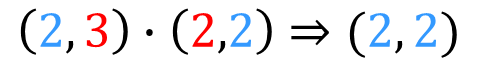 (2, 3) · (2,2) ⇒ (2, 2)